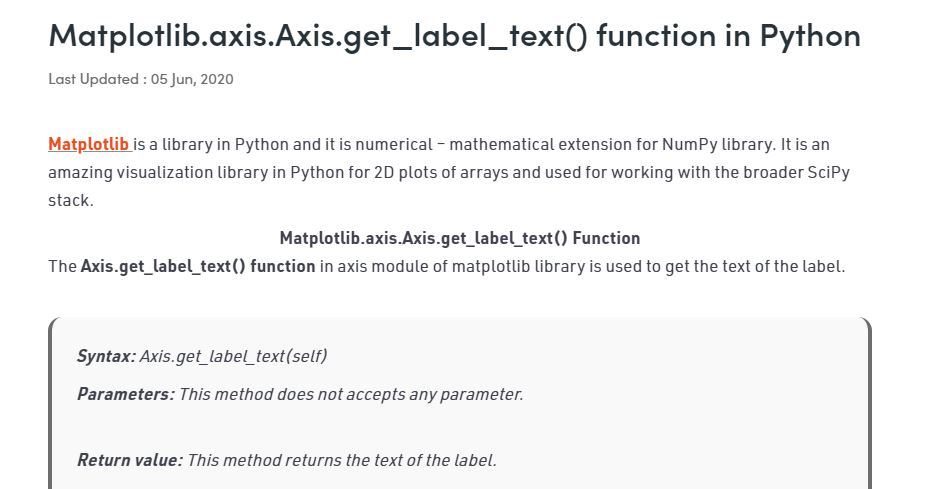 Matplotlib.axis.Axis.get_label_text() function in Python
Last Updated : 05 Jun, 2020
Matplotlib is a library in Python and it is numerical – mathematical extension for NumPy library. It is an
amazing visualization library in Python for 2D plots of arrays and used for working with the broader SciPy
stack.
Matplotlib.axis.Axis.get_label_text() Function
The Axis.get_label_text() function in axis module of matplotlib library is used to get the text of the label.
Syntax: Axis.get_label_text(self)
Parameters: This method does not accepts any parameter.
Return value: This method returns the text of the label.